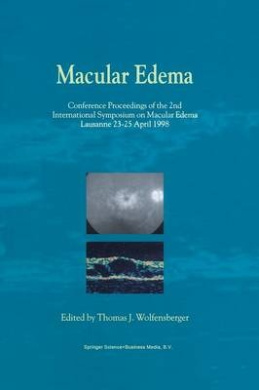 Macular Edema
Conference Proceedings of the 2nd
International Symposium on Macular Edema
Lausanne 23-25 April 1998
Edited by Thomas J. Wolfensberger
Springer Science+Business Media, B.V.